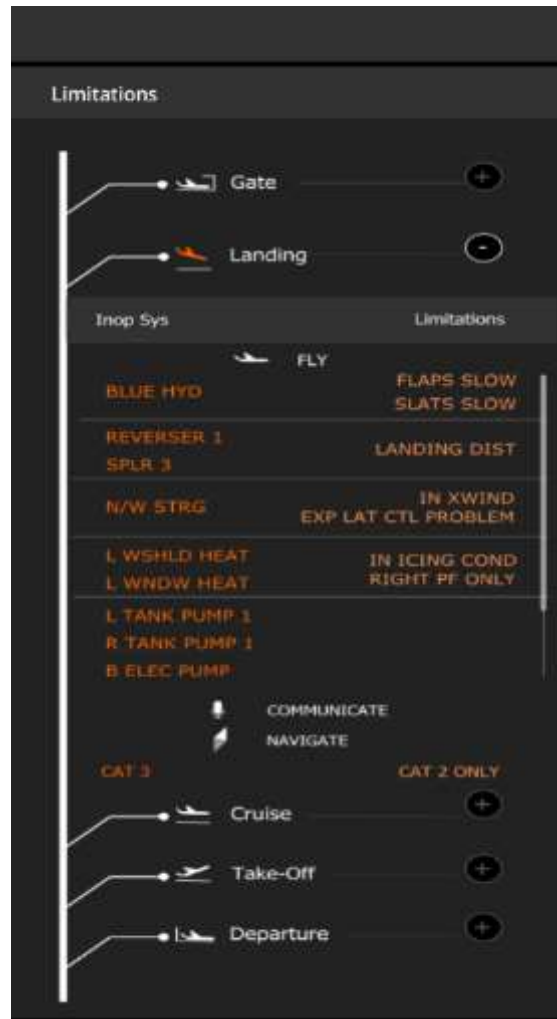 Limitations
Gate
Landing
Inop Sys Limitations
FLY
BLUE HYD FLAPS SLOW
SLATS SLOW
REVERSER 1 LANDING DIST
SPLR 3
N/W STRG IN XWIND
EXP LAT CTL PROBLEM
L WSHLD HEAT IN ICING COND
L WNDW HEAT RIGHT PF ONLY
L TANK PUMP 1
R TANK PUMP 1
B ELEC PUMP
COMMUNICATE
NAVIGATE
CAT 3 CAT 2 ONLY
Cruise
Take-Off
Departure